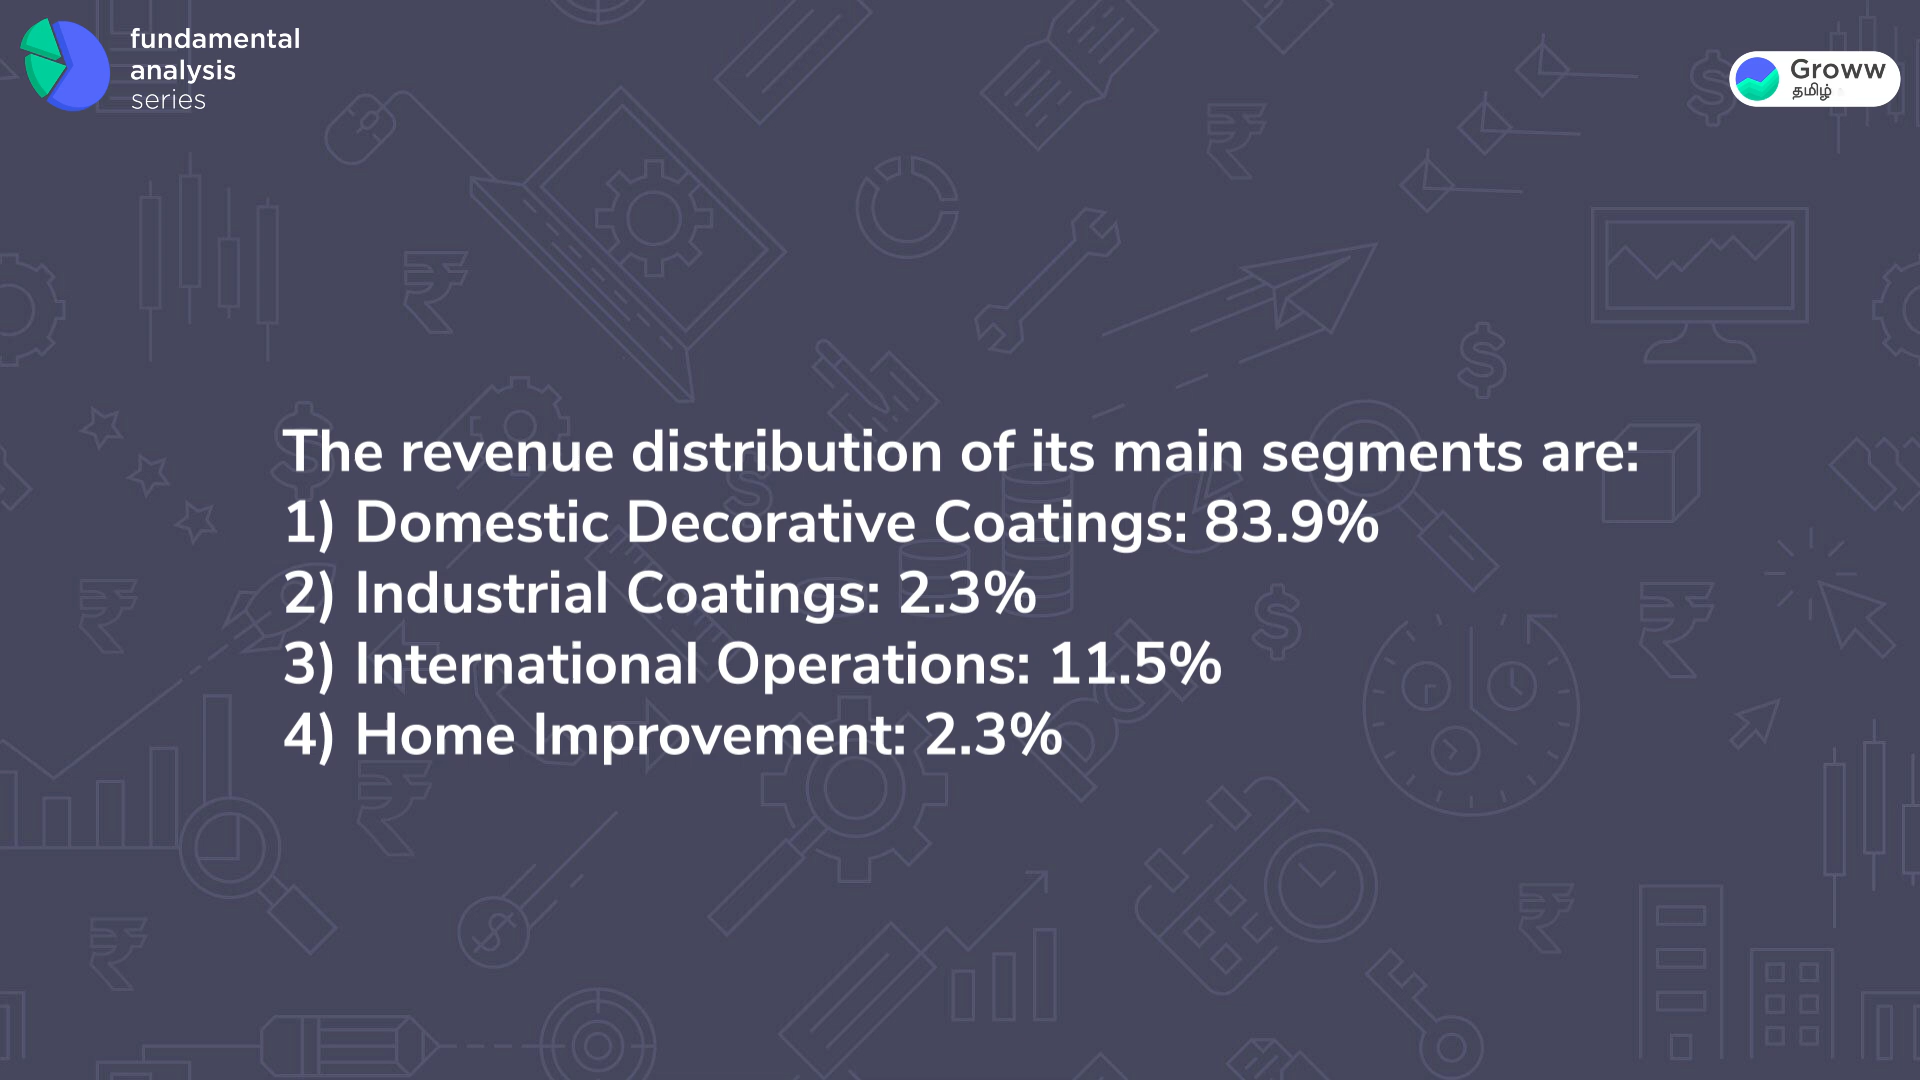 fundamental
analysis
series
Groww
தமிழ்
The revenue distribution of its main segments are:
1) Domestic Decorative Coatings: 83.9%
2) Industrial Coatings: 2.3%
3) International Operations: 11.5%
4) Home Improvement: 2.3%